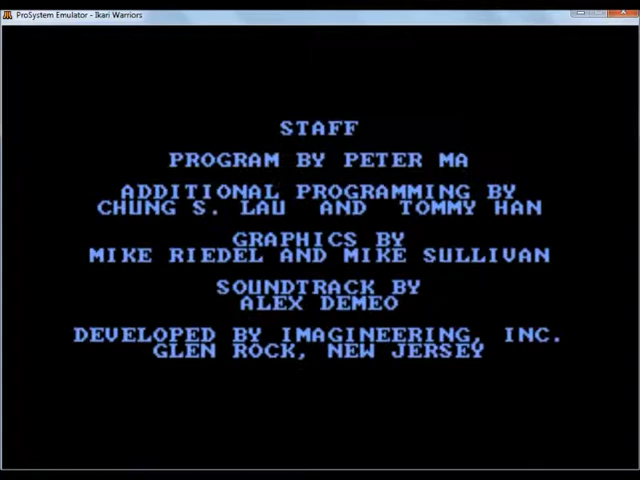 ProSystem Emulator - Ikari Warriors
STAFF
PROGRAM BY PETER MA
ADDITIONAL PROGRAMMING BY
CHUNG S. LAU AND TOMMY HAN
GRAPHICS BY
MIKE RIEDEL AND MIKE SULLIVAN
SOUNDTRACK BY
ALEX DEMEO
DEVELOPED BY IMAGINEERING, INC.
GLEN ROCK, NEW JERSEY